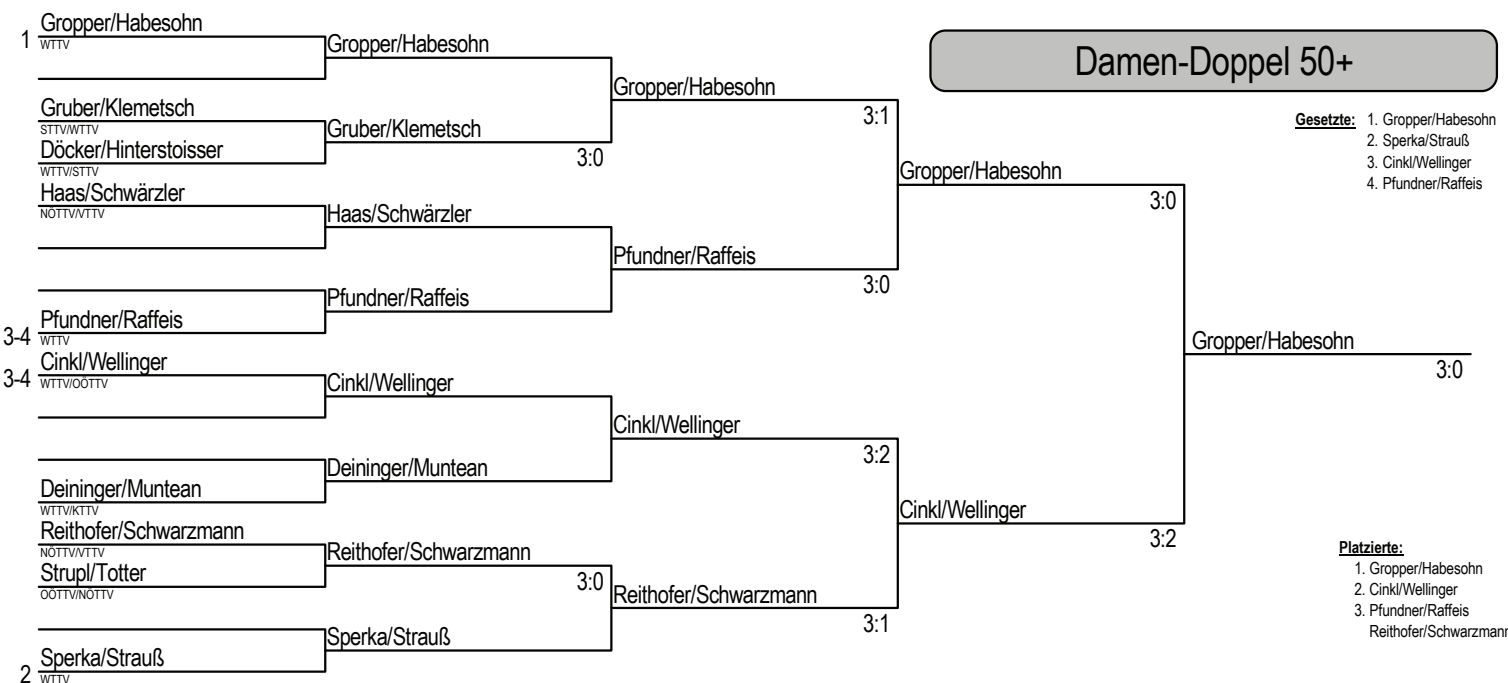 Damen-Doppel 50+
Gesetzte: 1. Gropper/Habesohn
2. Sperka/Strauß
3. Cinkl/Wellinger
4. Pfundner/Raffeis
1 Gropper/Habesohn
WTTV
Gruber/Klemetsch
STTV/WTTV
Döcker/Hinterstoisser
WTTV/STTV
Haas/Schwärzler
NÖTTV/VTTV
3-4 Pfundner/Raffeis
WTTV
3-4 Cinkl/Wellinger
WTTV/OÖTTV
Deininger/Muntean
WTTV/KTTV
Reithofer/Schwarzmann
NÖTTV/VTTV
Strupl/Totter
OÖTTV/NÖTTV
2 Sperka/Strauß
WTTV
Gropper/Habesohn
Gruber/Klemetsch
3:0
Haas/Schwärzler
Pfundner/Raffeis
Cinkl/Wellinger
Deininger/Muntean
Reithofer/Schwarzmann
3:0
Sperka/Strauß
Gropper/Habesohn
3:1
Pfundner/Raffeis
3:0
Cinkl/Wellinger
3:2
Reithofer/Schwarzmann
3:1
Gropper/Habesohn
3:0
Cinkl/Wellinger
3:2
Gropper/Habesohn
3:0
Platzierte:
1. Gropper/Habesohn
2. Cinkl/Wellinger
3. Pfundner/Raffeis
Reithofer/Schwarzmann